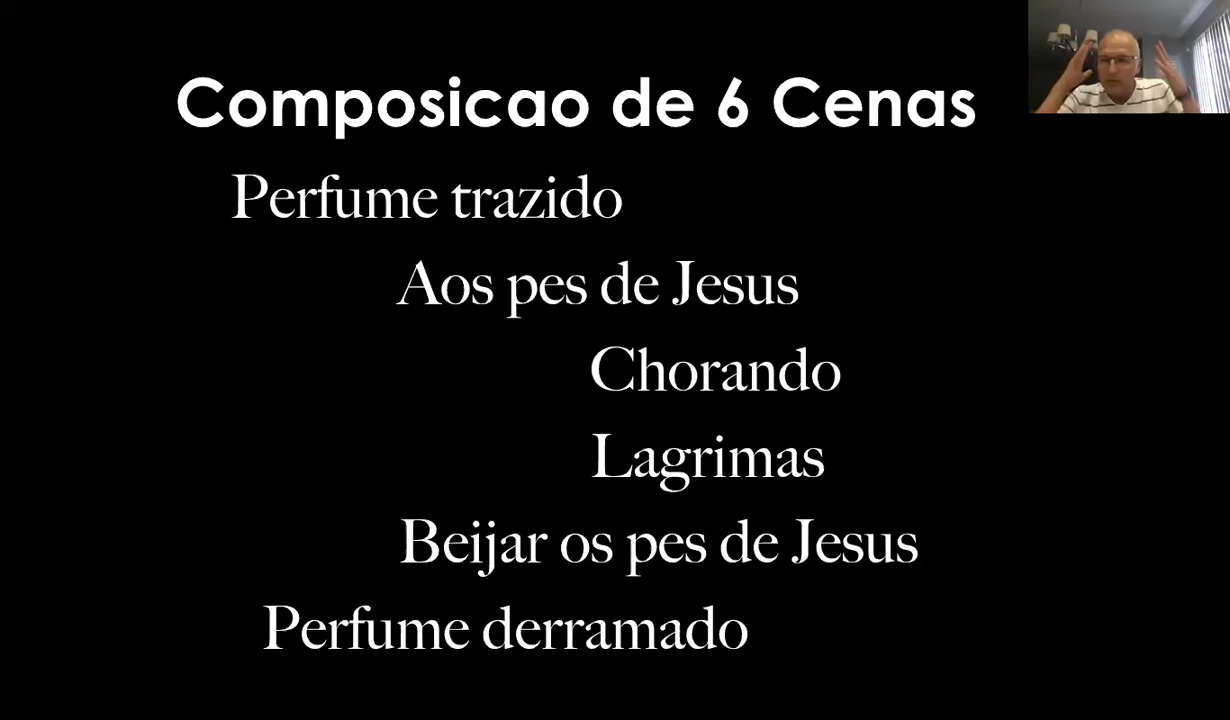 Composicao de 6 Cenas
Perfume trazido
Aos pes de Jesus
Chorando
Lagrimas
Beijar os pes de Jesus
Perfume derramado